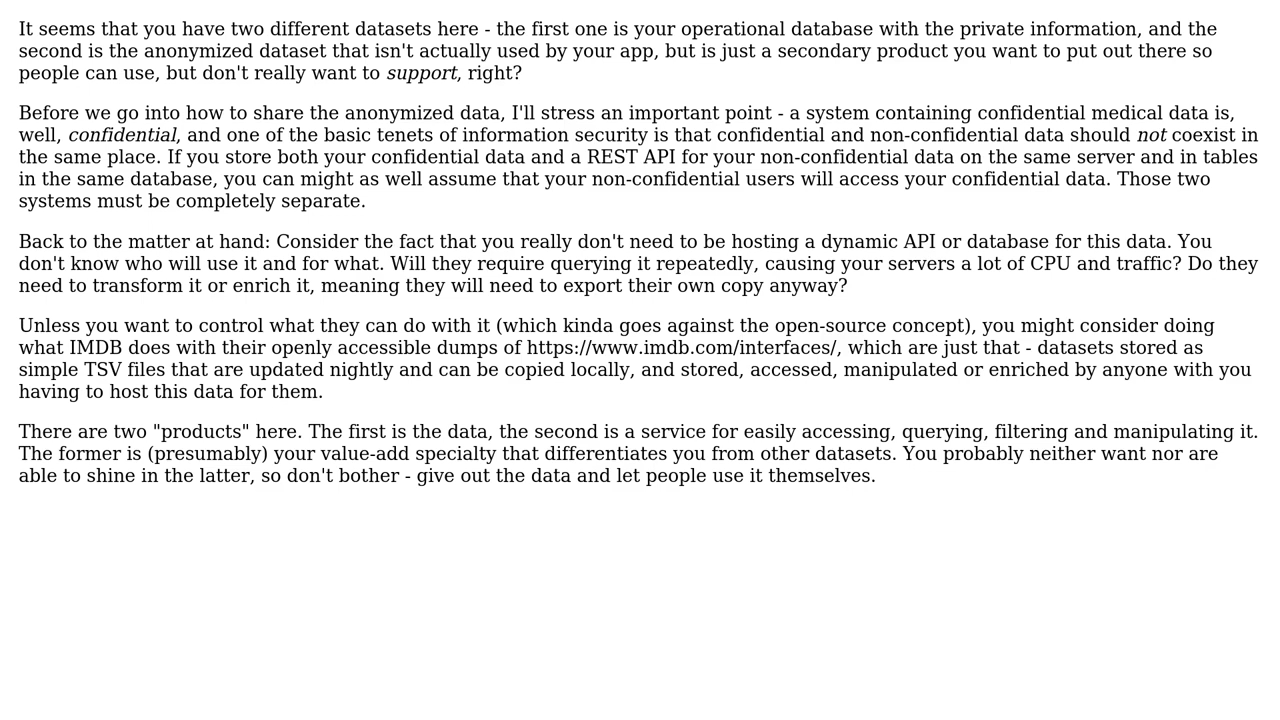 It seems that you have two different datasets here - the first one is your operational database with the private information, and the
second is the anonymized dataset that isn't actually used by your app, but is just a secondary product you want to put out there so
people can use, but don't really want to support, right?
Before we go into how to share the anonymized data, I'll stress an important point - a system containing confidential medical data is,
well, confidential, and one of the basic tenets of information security is that confidential and non-confidential data should not coexist in
the same place. If you store both your confidential data and a REST API for your non-confidential data on the same server and in tables
in the same database, you can might as well assume that your non-confidential users will access your confidential data. Those two
systems must be completely separate.
Back to the matter at hand: Consider the fact that you really don't need to be hosting a dynamic API or database for this data. You
don't know who will use it and for what. Will they require querying it repeatedly, causing your servers a lot of CPU and traffic? Do they
need to transform it or enrich it, meaning they will need to export their own copy anyway?
Unless you want to control what they can do with it (which kinda goes against the open-source concept), you might consider doing
what IMDB does with their openly accessible dumps of https://www.imdb.com/interfaces/, which are just that - datasets stored as
simple TSV files that are updated nightly and can be copied locally, and stored, accessed, manipulated or enriched by anyone with you
having to host this data for them.
There are two "products" here. The first is the data, the second is a service for easily accessing, querying, filtering and manipulating it.
The former is (presumably) your value-add specialty that differentiates you from other datasets. You probably neither want nor are
able to shine in the latter, so don't bother - give out the data and let people use it themselves.